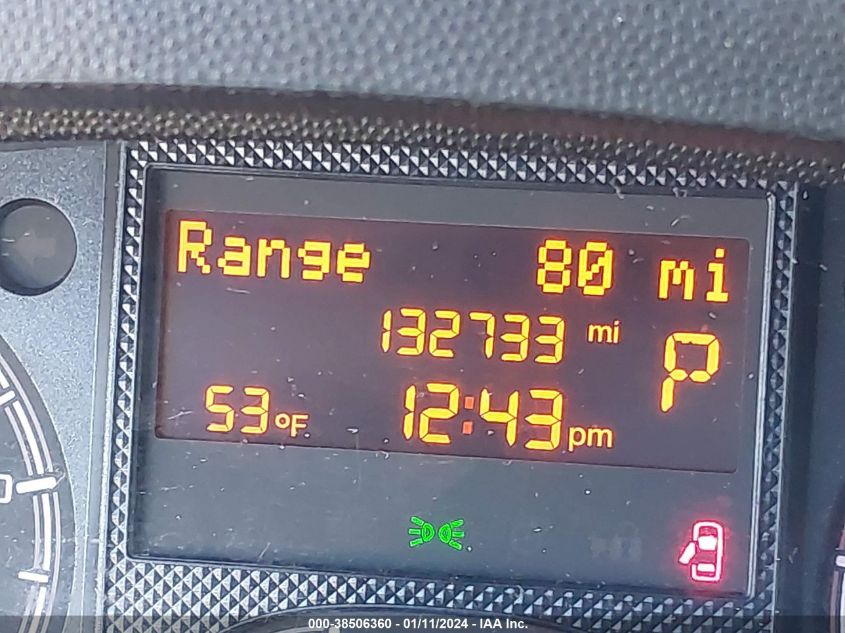 Range 80 mi
132733 mi
P
53°F 12:43 pm
000-38506360 - 01/11/2024 - IAA Inc.